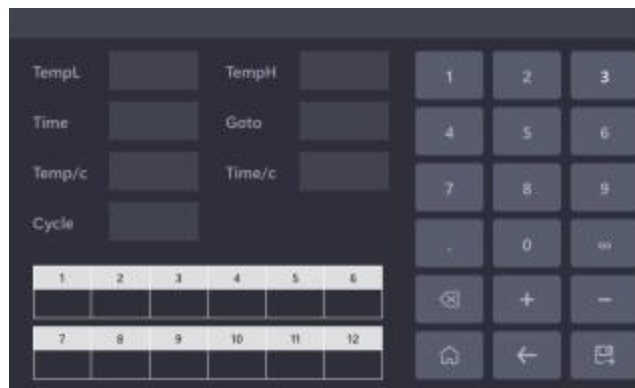 TempL TempH
Time Goto
Temp/c Time/c
Cycle
1 2 3 4 5 6
7 8 9 10 11 12
1 2 3
4 5 6
7 8 9
. 0 ∞
+ −